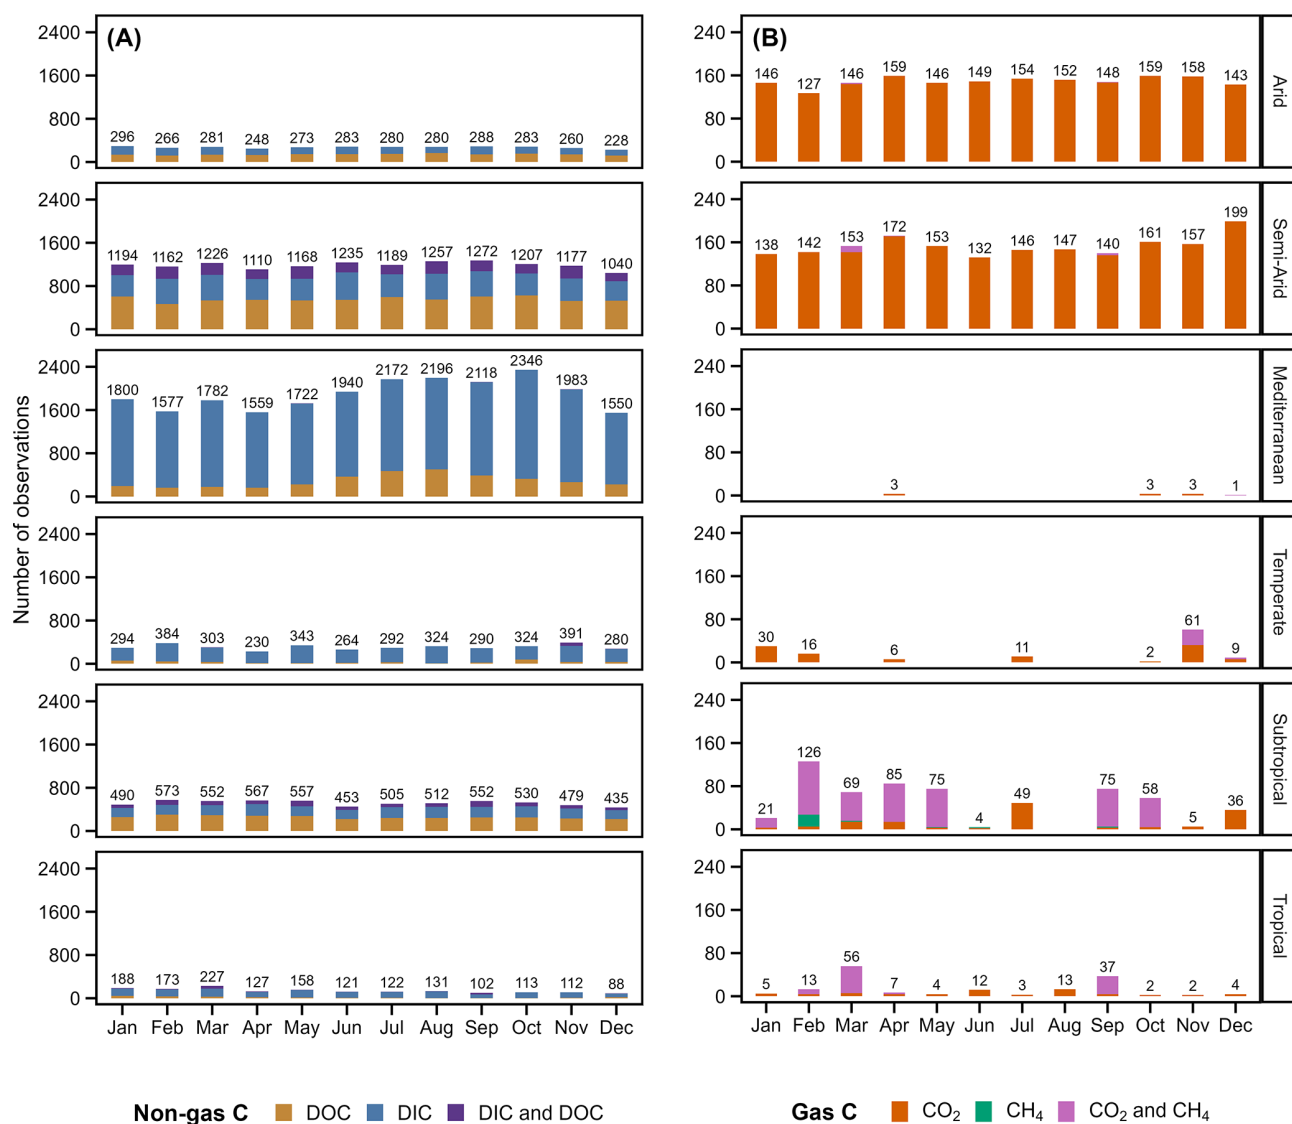 (A)
2400
1600
800
0
296 266 281 248 273 283 280 280 288 283 260 228
2400
1600
800
0
1194 1162 1226 1110 1168 1235 1189 1257 1272 1207 1177 1040
2400
1600
800
0
1800 1577 1782 1559 1722 1940 2172 2196 2118 2346 1983 1550
2400
1600
800
0
294 384 303 230 343 264 292 324 290 324 391 280
2400
1600
800
0
490 573 552 567 557 453 505 512 552 530 479 435
2400
1600
800
0
188 173 227 127 158 121 122 131 102 113 112 88
Jan Feb Mar Apr May Jun Jul Aug Sep Oct Nov Dec
Number of observations
Non-gas C DOC DIC DIC and DOC
(B)
240
160
80
0
146 127 146 159 146 149 154 152 148 159 158 143
Arid
240
160
80
0
138 142 153 172 153 132 146 147 140 161 157 199
Semi-Arid
240
160
80
0
3 3 3 1
Mediterranean
240
160
80
0
30 16 6 11 2 61 9
Temperate
240
160
80
0
21 126 69 85 75 4 49 75 58 5 36
Subtropical
240
160
80
0
5 13 56 7 4 12 3 13 37 2 2 4
Tropical
Jan Feb Mar Apr May Jun Jul Aug Sep Oct Nov Dec
Gas C CO₂ CH₄ CO₂ and CH₄